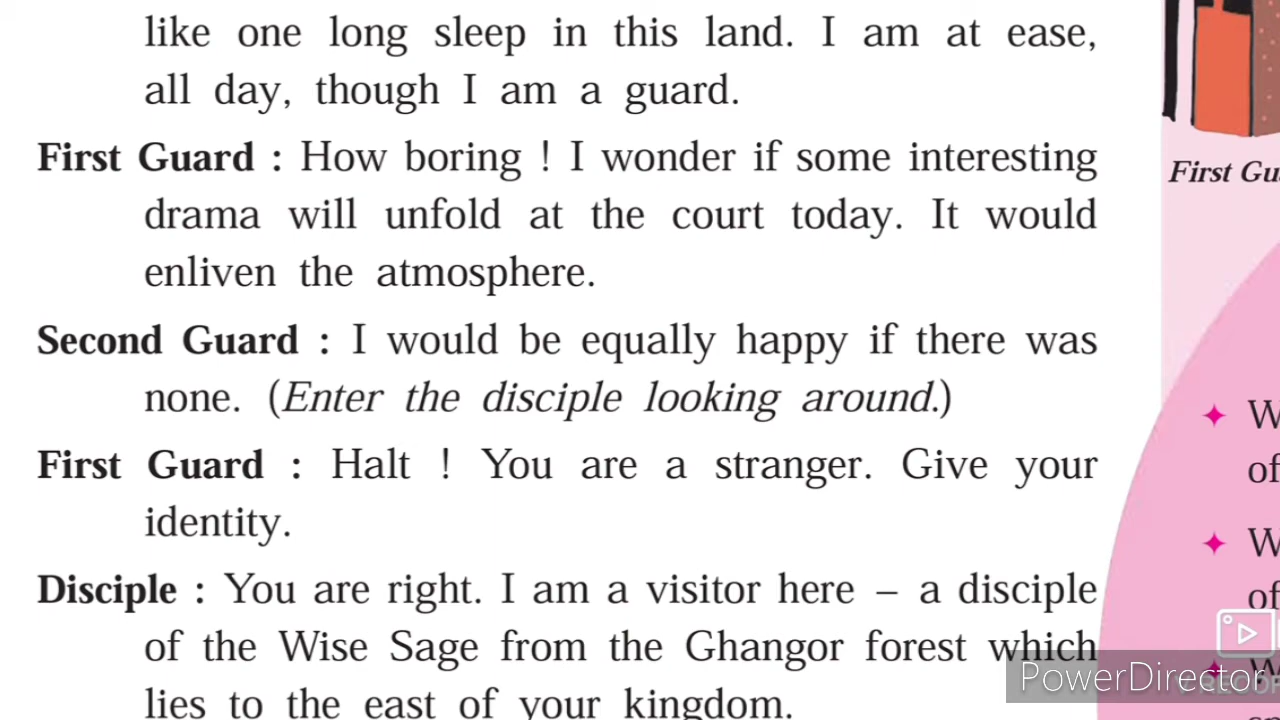 like one long sleep in this land. I am at ease,
all day, though I am a guard.
First Guard : How boring ! I wonder if some interesting
drama will unfold at the court today. It would
enliven the atmosphere.
Second Guard : I would be equally happy if there was
none. (Enter the disciple looking around.)
First Guard : Halt ! You are a stranger. Give your
identity.
Disciple : You are right. I am a visitor here – a disciple
of the Wise Sage from the Ghangor forest which
lies to the east of your kingdom.
First
of
of
PowerDirector